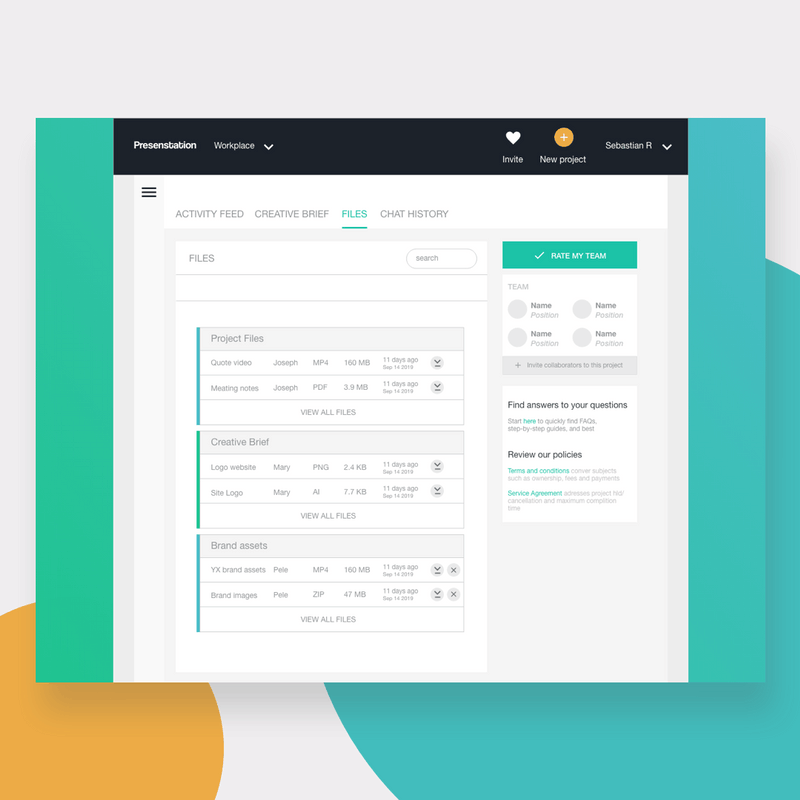 Presenstation
Workplace
Invite
New project
Sebastian R
ACTIVITY FEED
CREATIVE BRIEF
FILES
CHAT HISTORY
FILES
search
Project Files
Quote video Joseph MP4 160 MB 11 days ago
Sep 14 2019
Meating notes Joseph PDF 3.9 MB 11 days ago
Sep 14 2019
VIEW ALL FILES
Creative Brief
Logo website Mary PNG 2.4 KB 11 days ago
Sep 14 2019
Site Logo Mary AI 7.7 KB 11 days ago
Sep 14 2019
VIEW ALL FILES
Brand assets
YX brand assets Pele MP4 160 MB 11 days ago
Sep 14 2019
Brand images Pele ZIP 47 MB 11 days ago
Sep 14 2019
VIEW ALL FILES
RATE MY TEAM
TEAM
Name
Position
Name
Position
Name
Position
Name
Position
+ Invite collaborators to this project
Find answers to your questions
Start here to quickly find FAQs,
step-by-step guides, and best
Review our policies
Terms and conditions conver subjects
such as ownership, fees and payments
Service Agreement adresses project hld/
cancellation and maximum complition
time